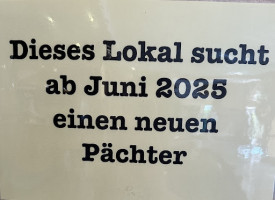 Dieses Lokal sucht
ab Juni 2025
einen neuen
Pächter